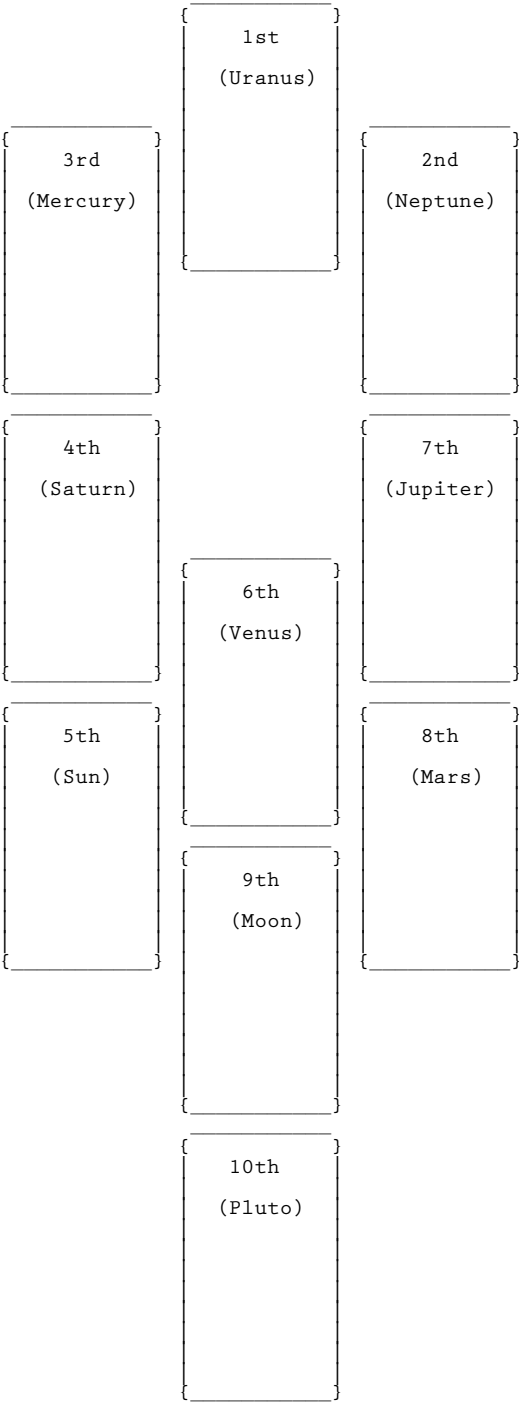 1st
(Uranus)
3rd
(Mercury)
2nd
(Neptune)
4th
(Saturn)
7th
(Jupiter)
6th
(Venus)
5th
(Sun)
8th
(Mars)
9th
(Moon)
10th
(Pluto)